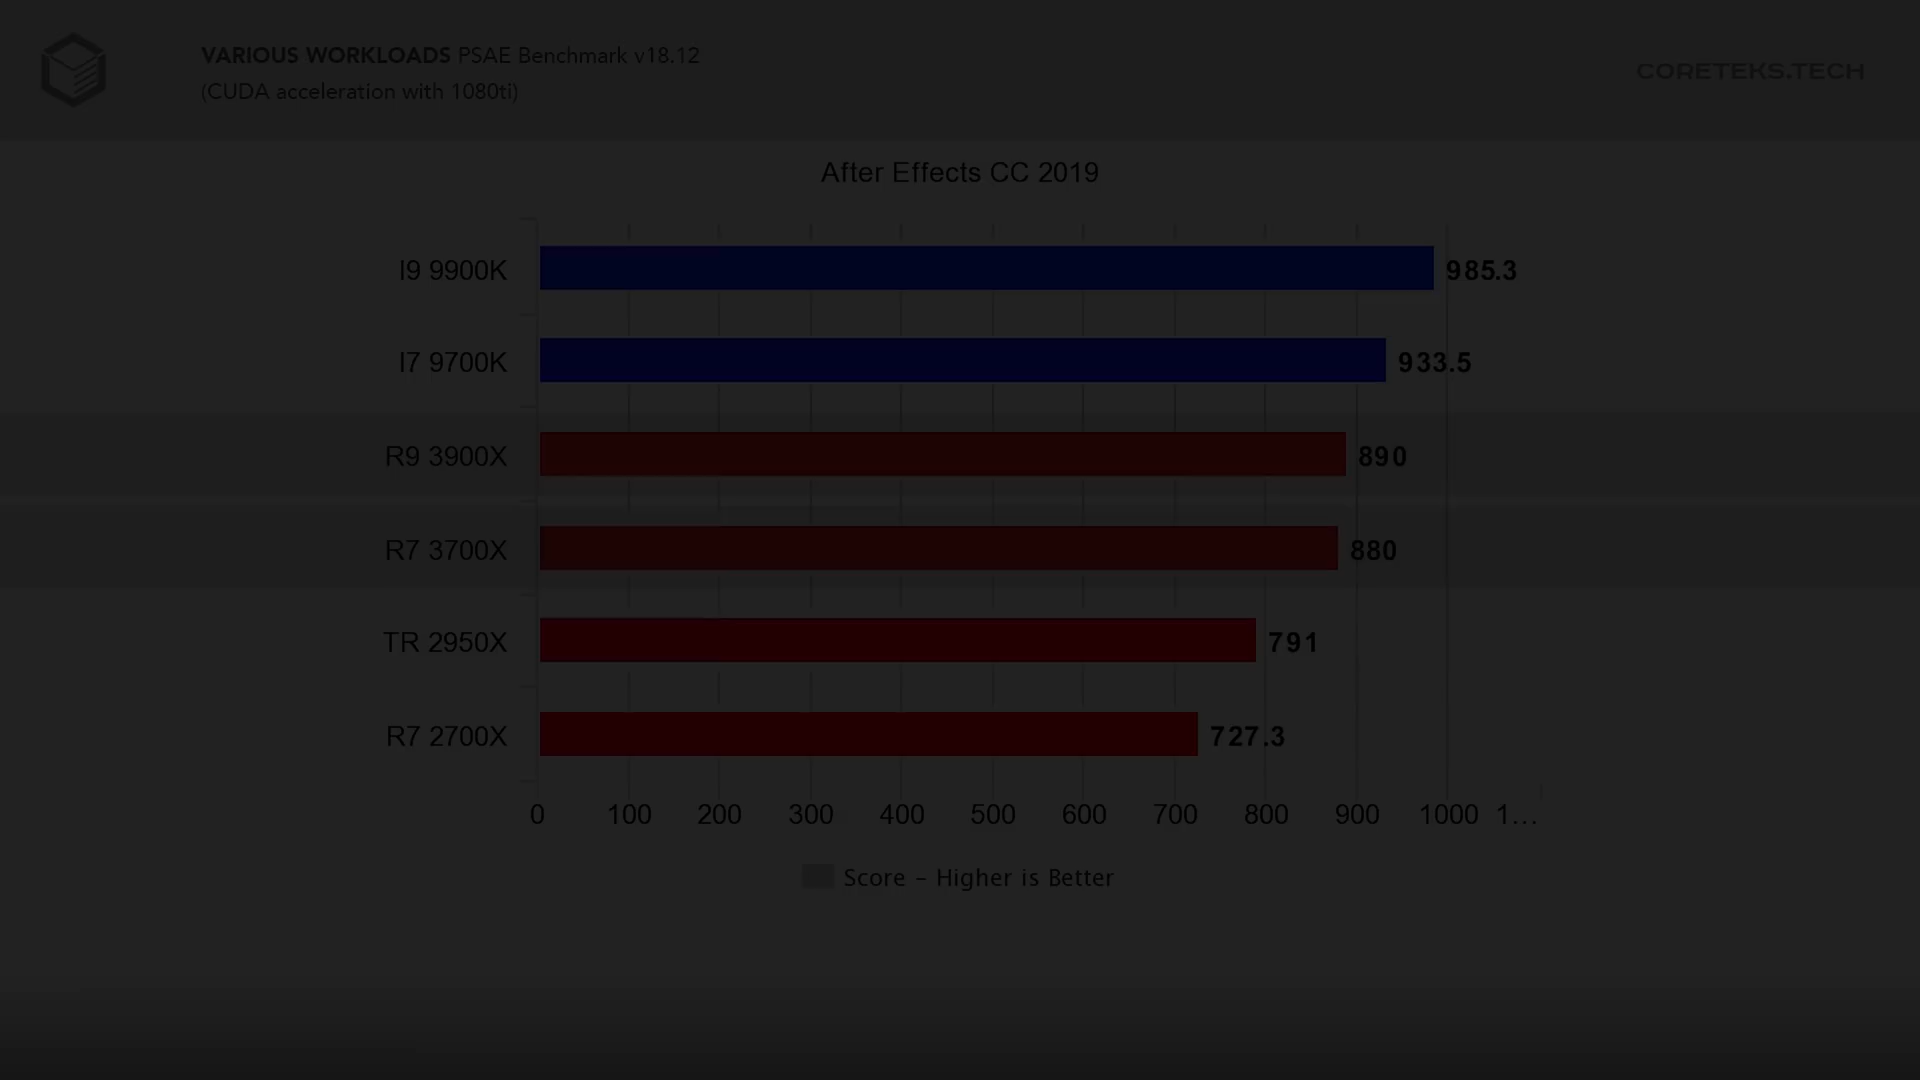 VARIOUS WORKLOADS PSAE Benchmark v18.12
(CUDA acceleration with 1080ti)
CORETEKS.TECH
After Effects CC 2019
I9 9900K 985.3
I7 9700K 933.5
R9 3900X 890
R7 3700X 880
TR 2950X 791
R7 2700X 727.3
0 100 200 300 400 500 600 700 800 900 1000 1...
Score – Higher is Better